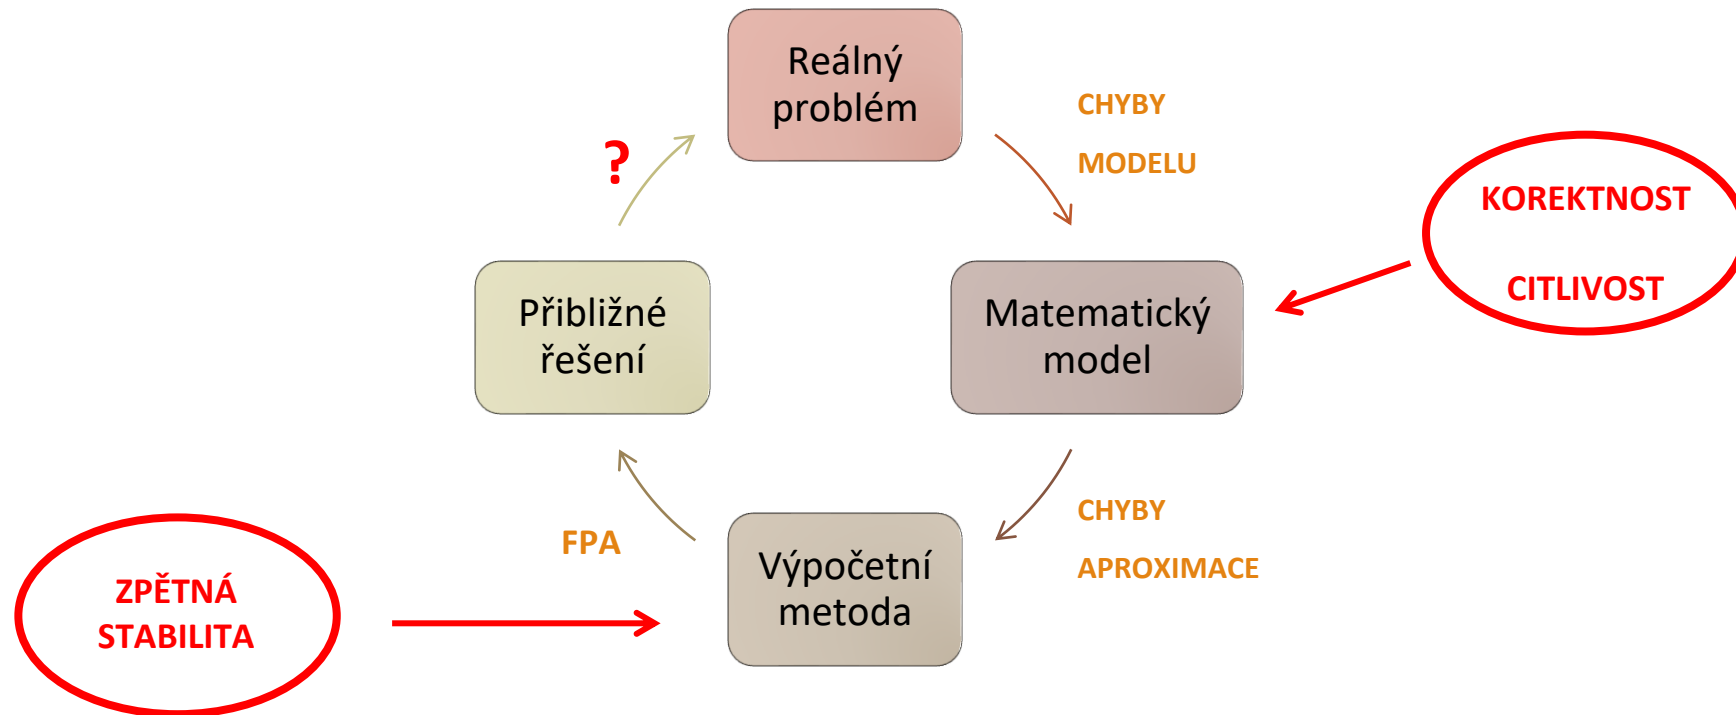 Reálný
problém
CHYBY
MODELU
?
KOREKTNOST
CITLIVOST
Přibližné
řešení
Matematický
model
CHYBY
APROXIMACE
FPA
Výpočetní
metoda
ZPĚTNÁ
STABILITA